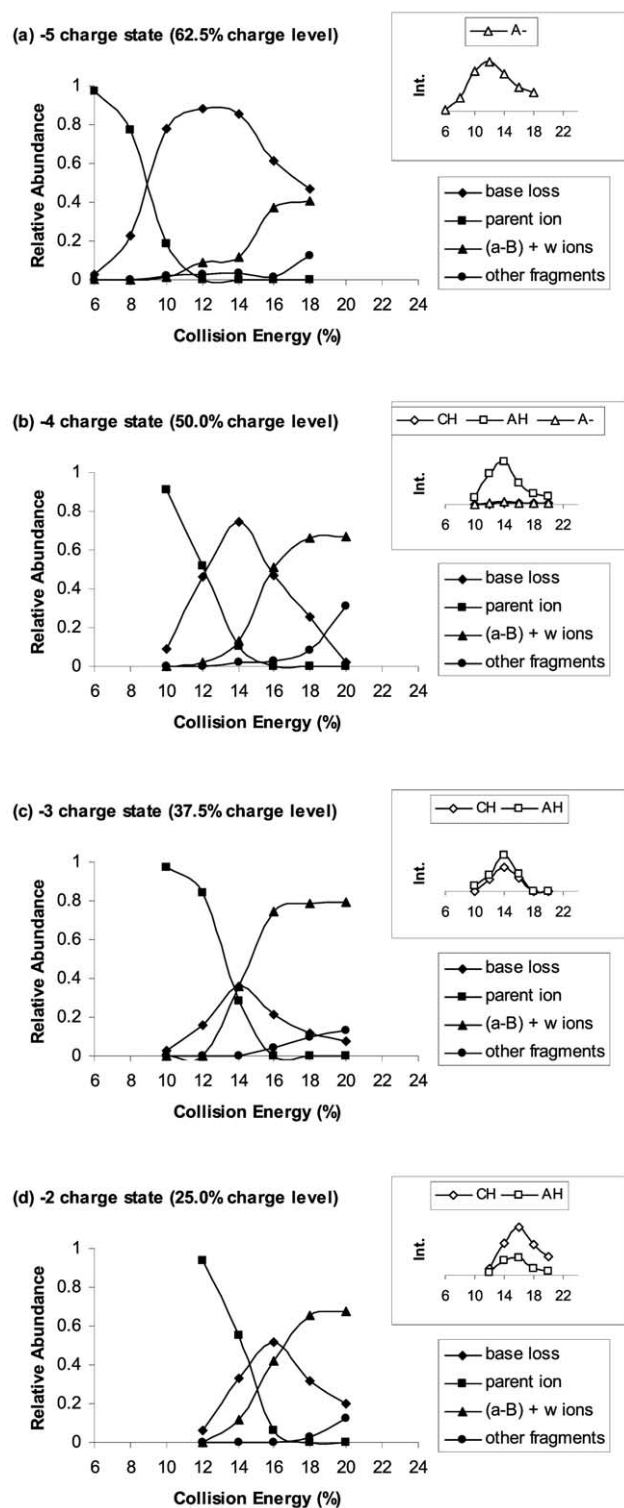 (a) -5 charge state (62.5% charge level)
A-
Int.
6 10 14 18 22
Relative Abundance
1
0.8
0.6
0.4
0.2
0
6 8 10 12 14 16 18 20 22 24
Collision Energy (%)
base loss
parent ion
(a-B) + w ions
other fragments
(b) -4 charge state (50.0% charge level)
CH AH A-
Int.
6 10 14 18 22
Relative Abundance
1
0.8
0.6
0.4
0.2
0
6 8 10 12 14 16 18 20 22 24
Collision Energy (%)
base loss
parent ion
(a-B) + w ions
other fragments
(c) -3 charge state (37.5% charge level)
CH AH
Int.
6 10 14 18 22
Relative Abundance
1
0.8
0.6
0.4
0.2
0
6 8 10 12 14 16 18 20 22 24
Collision Energy (%)
base loss
parent ion
(a-B) + w ions
other fragments
(d) -2 charge state (25.0% charge level)
CH AH
Int.
6 10 14 18 22
Relative Abundance
1
0.8
0.6
0.4
0.2
0
6 8 10 12 14 16 18 20 22 24
Collision Energy (%)
base loss
parent ion
(a-B) + w ions
other fragments